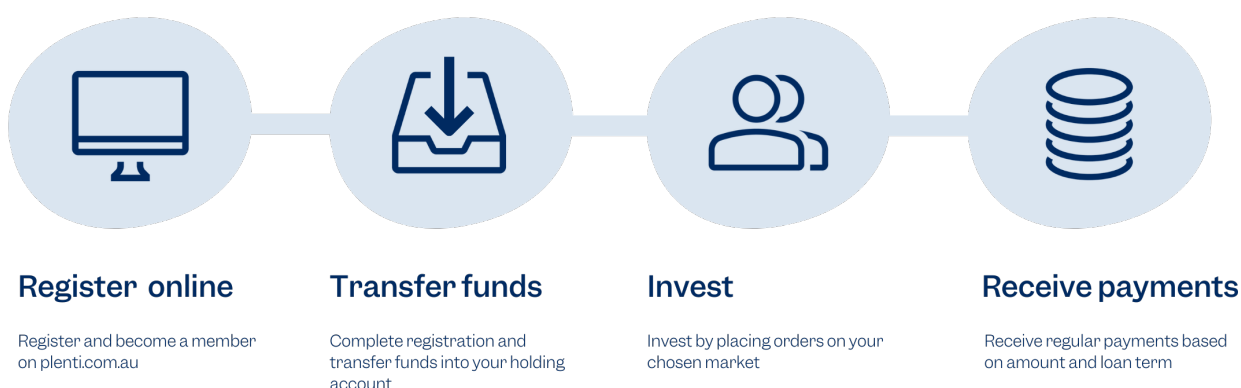 Register online
Transfer funds
Invest
Receive payments
Register and become a member
on plenti.com.au
Complete registration and
transfer funds into your holding
account
Invest by placing orders on your
chosen market
Receive regular payments based
on amount and loan term